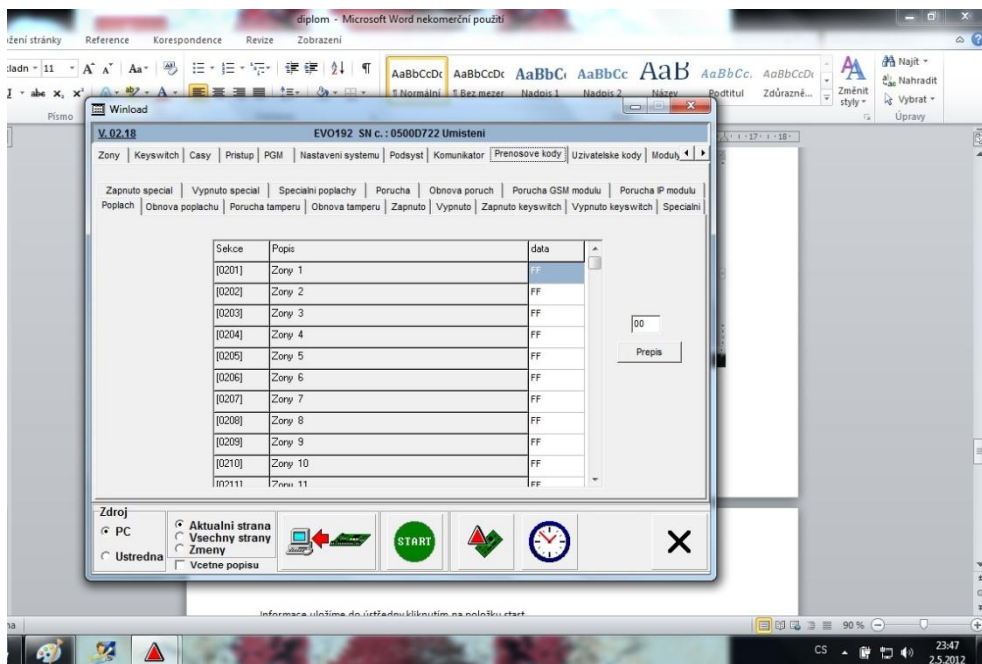 diplom - Microsoft Word nekomerční použití
žení stránky Reference Korespondence Revize Zobrazení
11 Najít
Nahradit
Vybrat
AaBbCcDc AaBbCcDc AaBbC AaBbCc AaB AaBbCc. AaBbCcDc
¶ Normální ¶ Bez mezer Nadpis 1 Nadpis 2 Název Podtitul Zdůrazně...
Změnit styly
Písmo Úpravy
Winload
V. 02.18 EVO192 SN c. : 0500D722 Umisteni
Zony Keyswitch Casy Pristup PGM Nastaveni systemu Podsyst Komunikator Prenosove kody Uzivatelske kody Moduly
Zapnuto special Vypnuto special Specialni poplachy Porucha Obnova poruch Porucha GSM modulu Porucha IP modulu
Poplach Obnova poplachu Porucha tamperu Obnova tamperu Zapnuto Vypnuto Zapnuto keyswitch Vypnuto keyswitch Specialni
Sekce Popis data
[0201] Zony 1 FF
[0202] Zony 2 FF
[0203] Zony 3 FF
[0204] Zony 4 FF
[0205] Zony 5 FF
[0206] Zony 6 FF
[0207] Zony 7 FF
[0208] Zony 8 FF
[0209] Zony 9 FF
[0210] Zony 10 FF
[0211] Zony 11 FF
00
Prepis
Zdroj
PC
Ustredna
Aktualni strana
Vsechny strany
Zmeny
Vcetne popisu
START
Informace uložíme do ústředny kliknutím na položku start
90 %
CS 23:47
2.5.2012